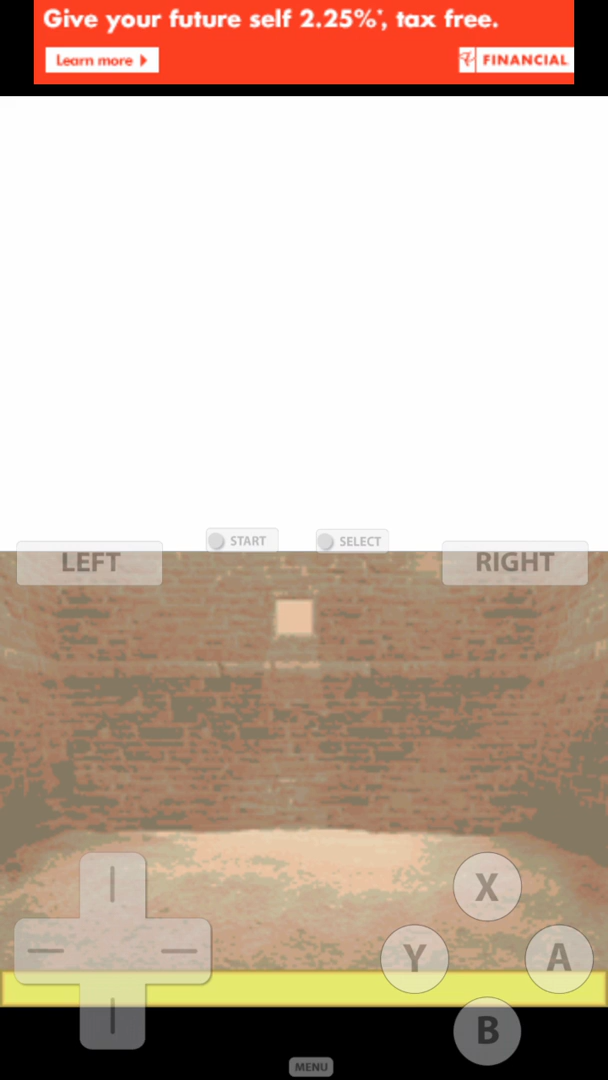 Give your future self 2.25%*, tax free.
Learn more
FINANCIAL
START
SELECT
LEFT
RIGHT
X
Y
A
B
MENU